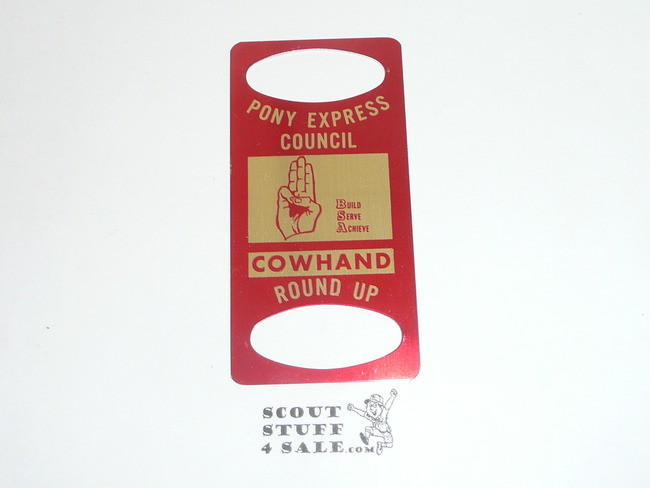 PONY EXPRESS
COUNCIL
BUILD
SERVE
ACHIEVE
COWHAND
ROUND UP
SCOUT
STUFF
4 SALE.COM